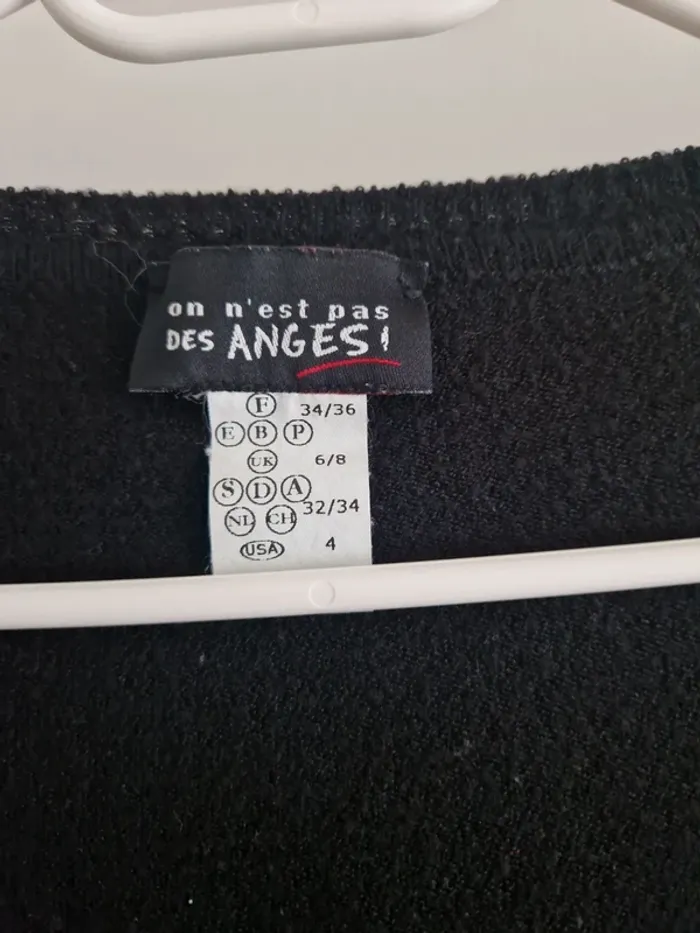 on n'est pas
DES ANGES!
F 34/36
E B P
UK 6/8
S D A
32/34
NL CH
USA 4